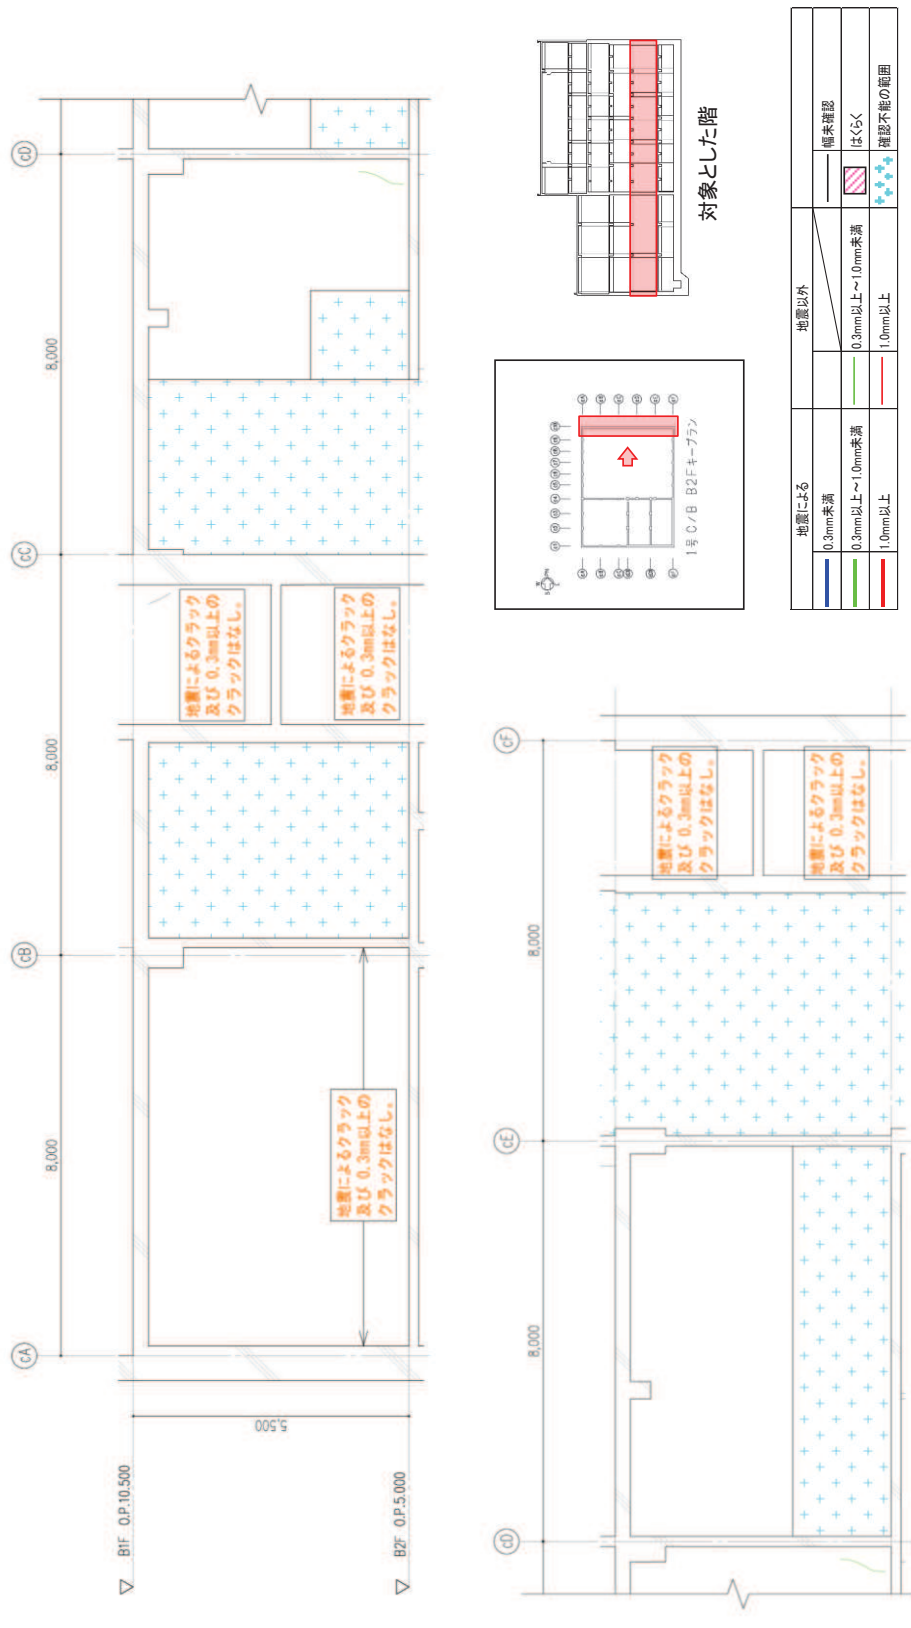 cA
cB
cC
cD
8,000
8,000
8,000
B1F O.P.10.500
B2F O.P.5.000
5,500
地震によるクラック
及び 0.3mm以上の
クラックはなし。
地震によるクラック
及び 0.3mm以上の
クラックはなし。
地震によるクラック
及び 0.3mm以上の
クラックはなし。
cD
cE
cF
8,000
8,000
地震によるクラック
及び 0.3mm以上の
クラックはなし。
地震によるクラック
及び 0.3mm以上の
クラックはなし。
1号 C/B B2Fキープラン
対象とした階
地震による
地震以外
0.3mm未満
幅未確認
0.3mm以上～1.0mm未満
0.3mm以上～1.0mm未満
はくらく
1.0mm以上
1.0mm以上
確認不能の範囲